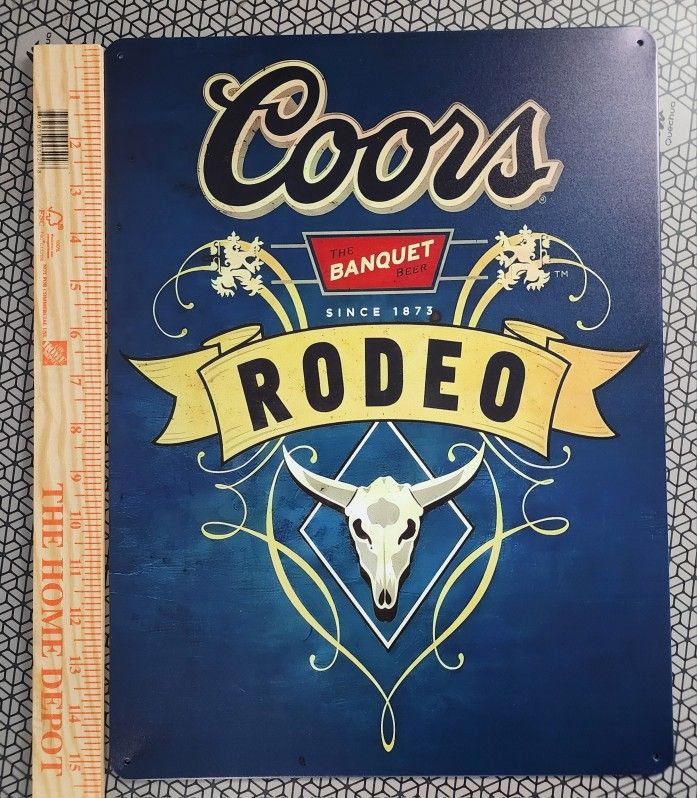 Coors
®
THE
BANQUET
BEER
TM
SINCE 1873
RODEO
1
2
3
4
5
6
7
8
9
10
11
12
13
14
15
THE HOME DEPOT
Quechua